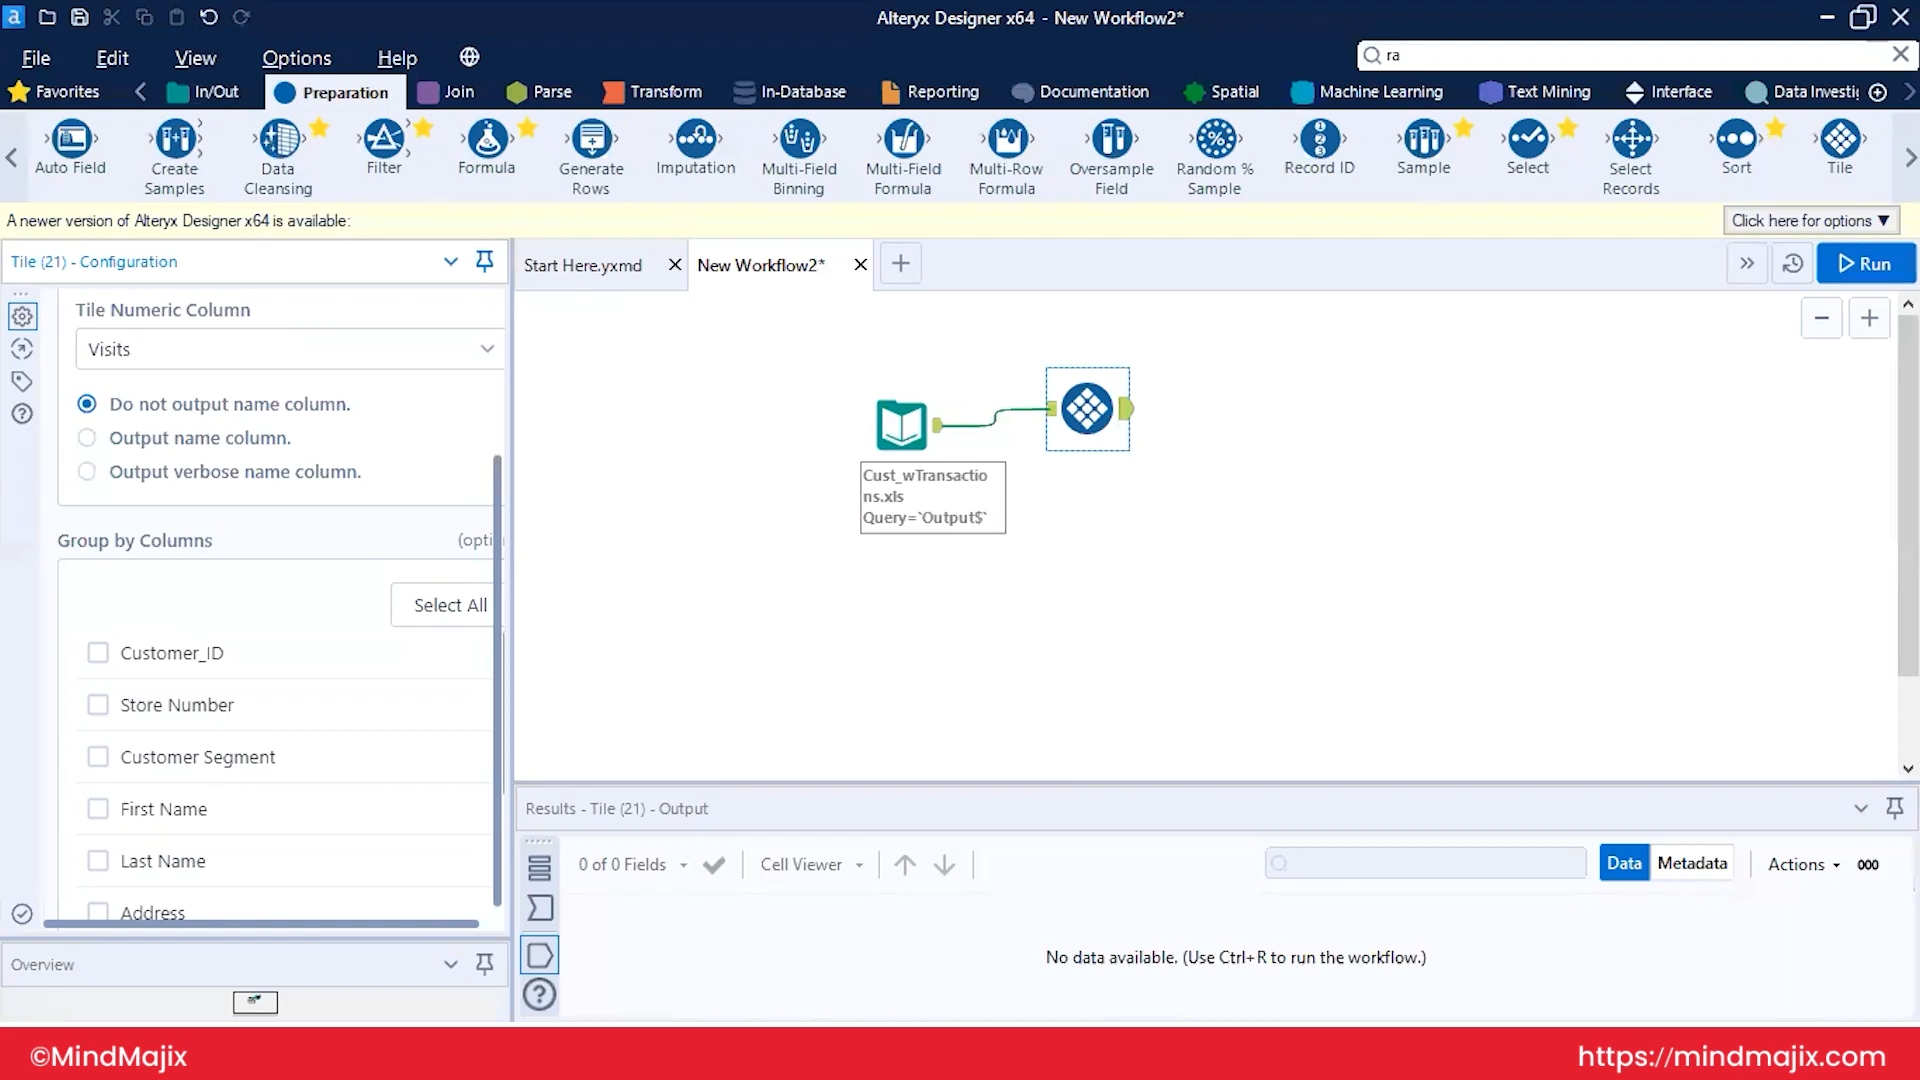 a
Alteryx Designer x64 - New Workflow2*
File Edit View Options Help
ra
Favorites In/Out Preparation Join Parse Transform In-Database Reporting Documentation Spatial Machine Learning Text Mining Interface Data Investig
Auto Field
Create
Samples
Data
Cleansing
Filter
Formula
Generate
Rows
Imputation
Multi-Field
Binning
Multi-Field
Formula
Multi-Row
Formula
Oversample
Field
Random %
Sample
Record ID
Sample
Select
Select
Records
Sort
Tile
A newer version of Alteryx Designer x64 is available:
Click here for options ▼
Tile (21) - Configuration
Start Here.yxmd
New Workflow2*
Run
Tile Numeric Column
Visits
Do not output name column.
Output name column.
Output verbose name column.
Group by Columns (opti
Select All
Customer_ID
Store Number
Customer Segment
First Name
Last Name
Address
Cust_wTransactio
ns.xls
Query=`Output$`
Results - Tile (21) - Output
0 of 0 Fields
Cell Viewer
Data Metadata
Actions
000
No data available. (Use Ctrl+R to run the workflow.)
Overview
©MindMajix
https://mindmajix.com